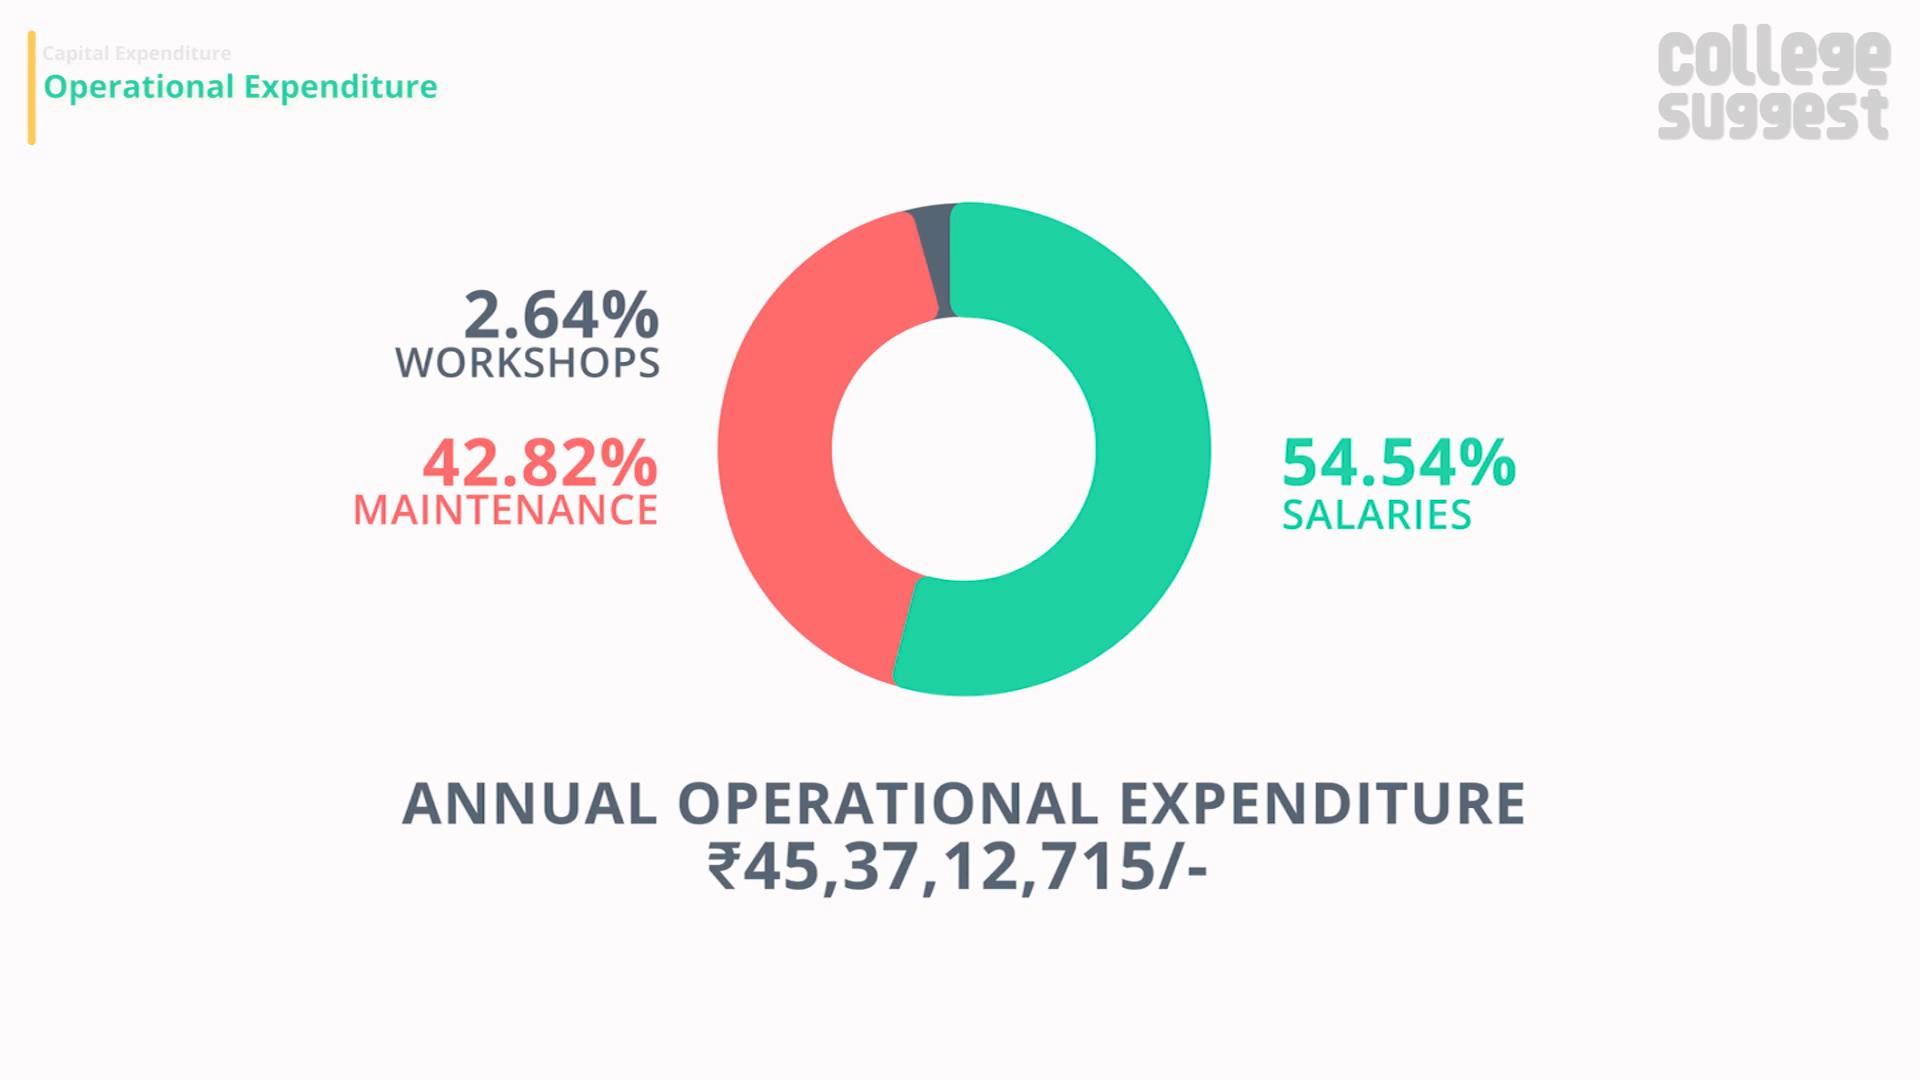 Capital Expenditure
Operational Expenditure
college
suggest
2.64%
WORKSHOPS
42.82%
MAINTENANCE
54.54%
SALARIES
ANNUAL OPERATIONAL EXPENDITURE
₹45,37,12,715/-